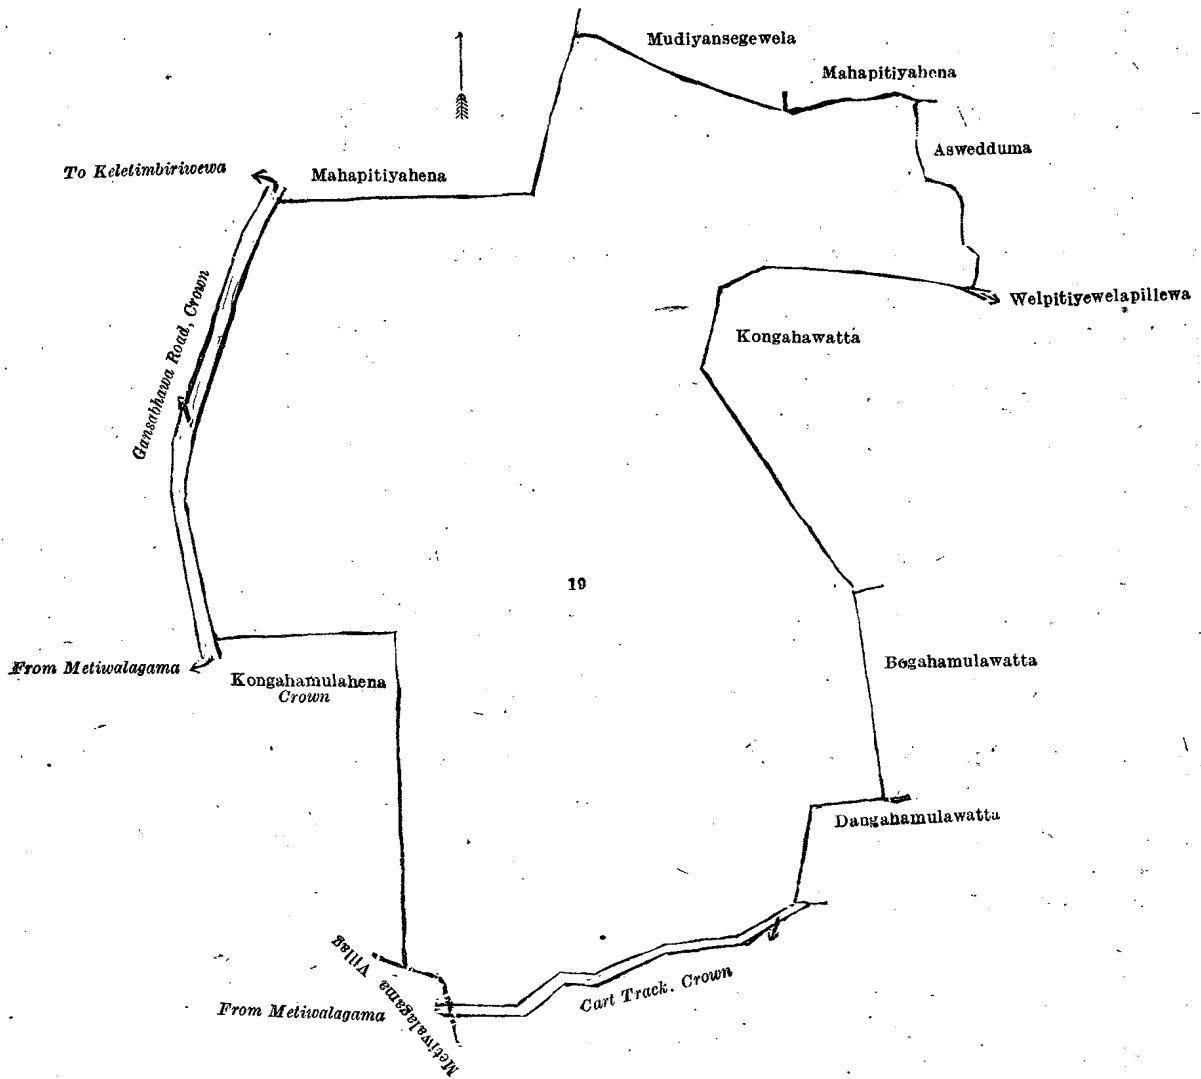 Mudiyansegewela
Mahapitiyahena
Aswedduma
To Keletimbiriwewa
Mahapitiyahena
Gansabhawa Road, Crown
Welpitiyewelapillewa
Kongahawatta
19
From Metiwalagama
Kongahamulahena
Crown
Bogahamulawatta
Dangahamulawatta
Metiwalagama Villag
From Metiwalagama
Cart Track. Crown